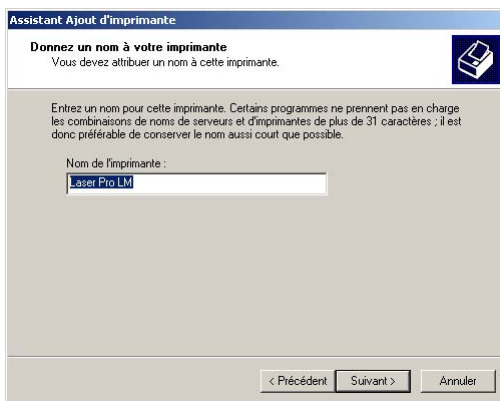 Assistant Ajout d'imprimante
Donnez un nom à votre imprimante
Vous devez attribuer un nom à cette imprimante.
Entrez un nom pour cette imprimante. Certains programmes ne prennent pas en charge
les combinaisons de noms de serveurs et d'imprimantes de plus de 31 caractères ; il est
donc préférable de conserver le nom aussi court que possible.
Nom de l'imprimante :
Laser Pro LM
< Précédent Suivant > Annuler